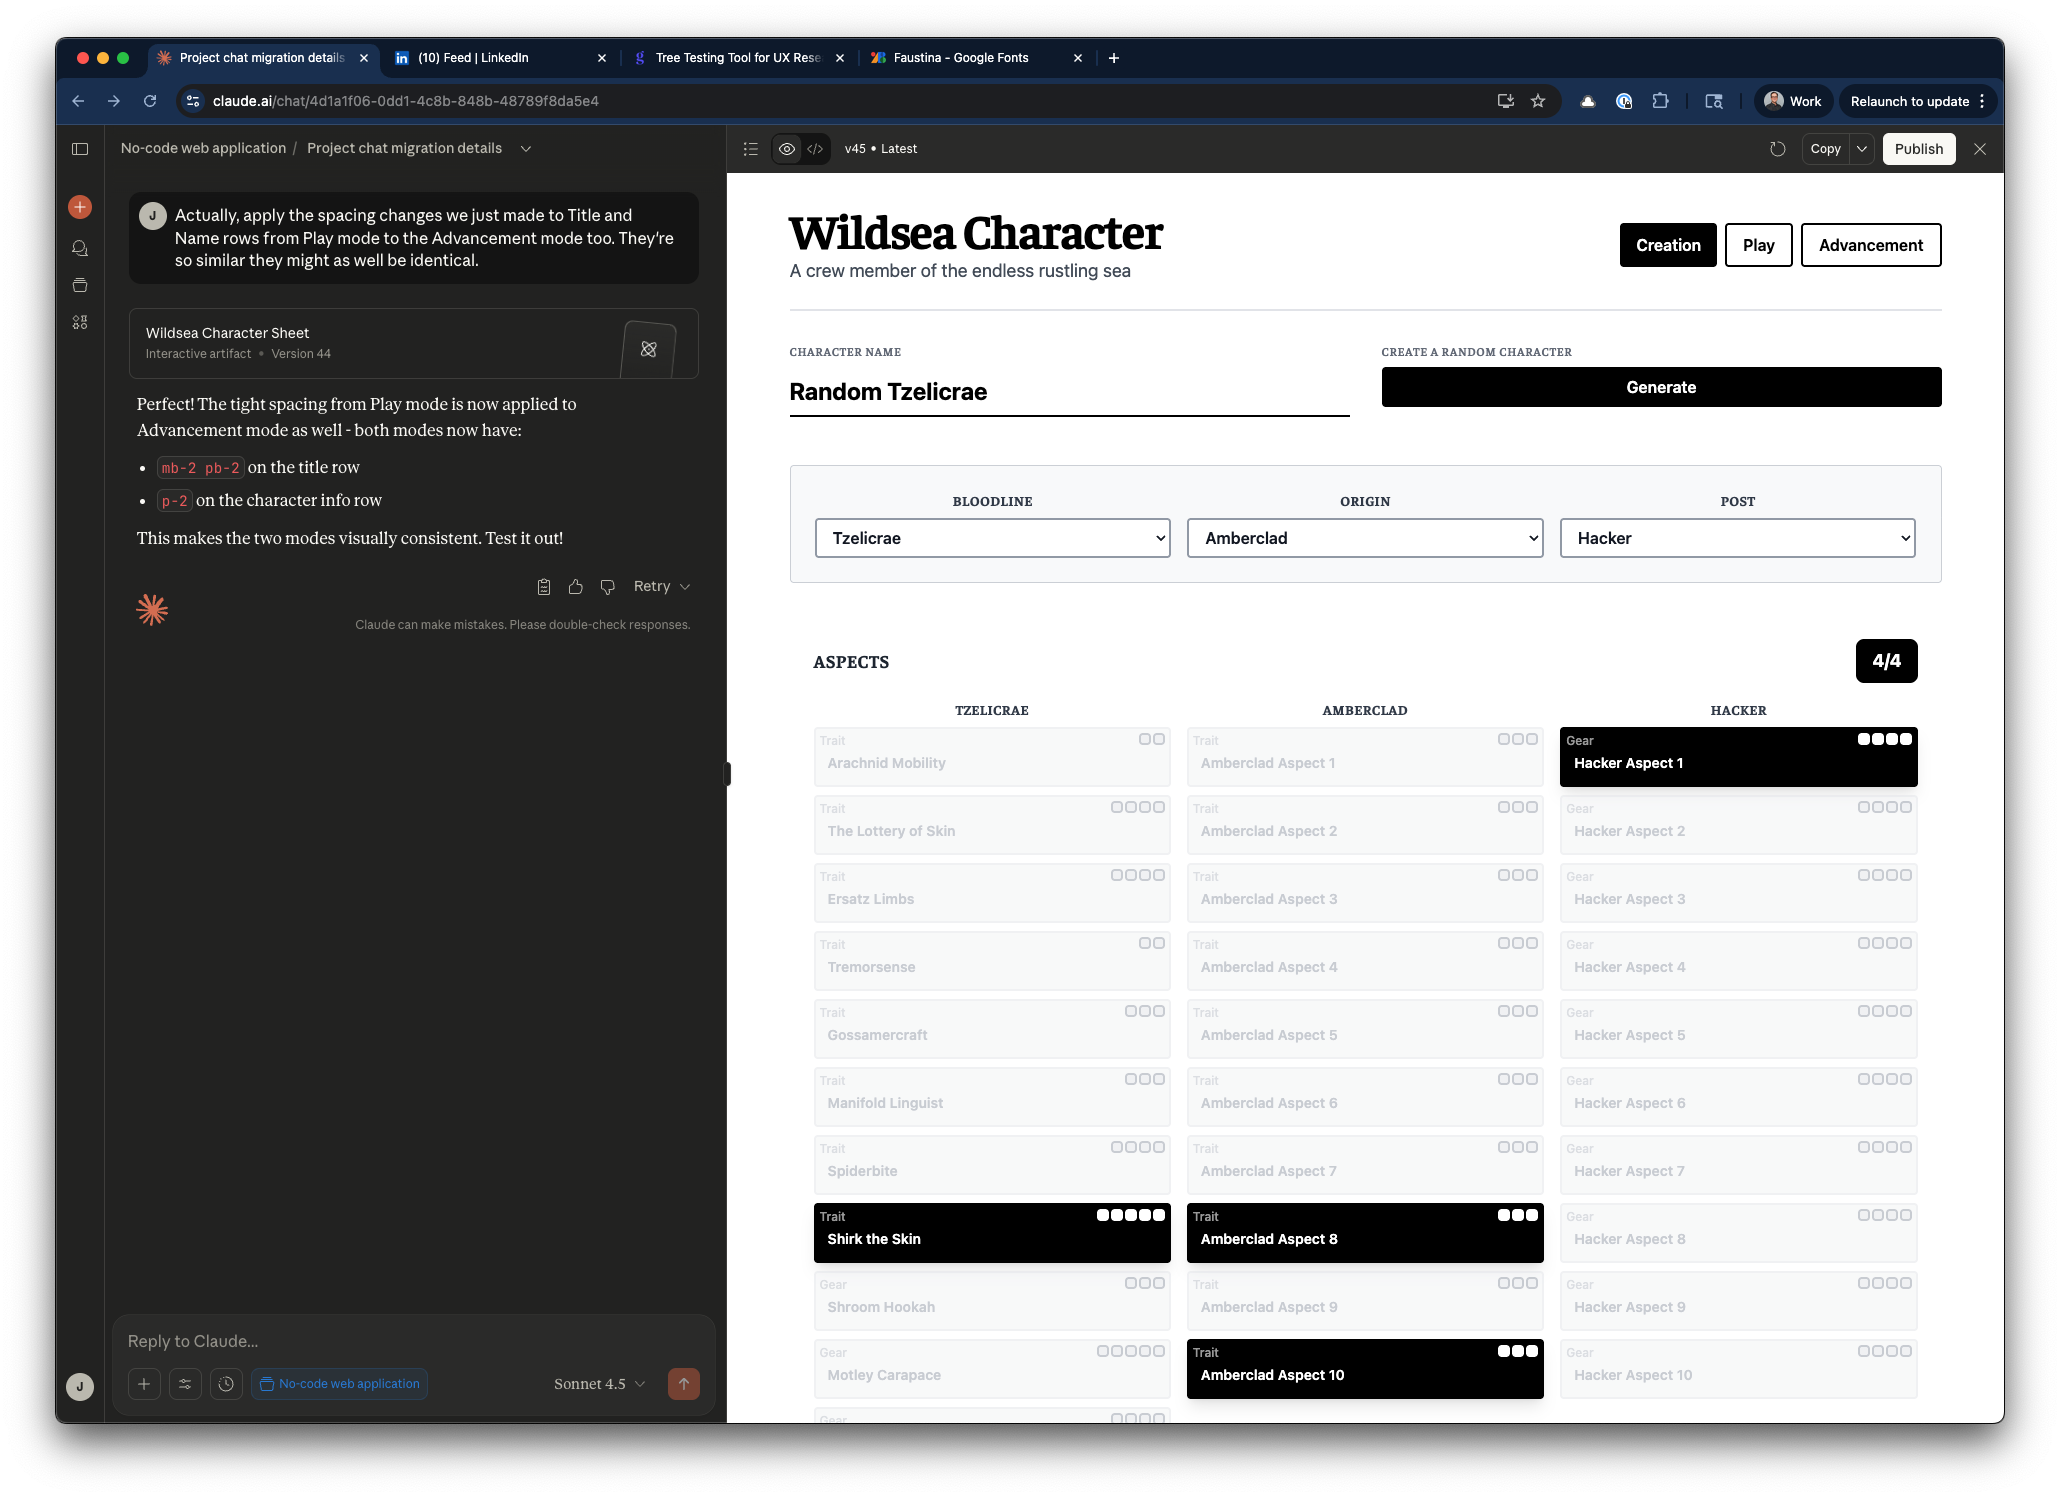 Project chat migration details
(10) Feed | LinkedIn
Tree Testing Tool for UX Rese
Faustina - Google Fonts
claude.ai/chat/4d1a1f06-0dd1-4c8b-848b-48789f8da5e4
Work
Relaunch to update
No-code web application / Project chat migration details
J
Actually, apply the spacing changes we just made to Title and
Name rows from Play mode to the Advancement mode too. They're
so similar they might as well be identical.
Wildsea Character Sheet
Interactive artifact • Version 44
Perfect! The tight spacing from Play mode is now applied to
Advancement mode as well - both modes now have:
• mb-2 pb-2 on the title row
• p-2 on the character info row
This makes the two modes visually consistent. Test it out!
Retry
Claude can make mistakes. Please double-check responses.
Reply to Claude...
No-code web application
Sonnet 4.5
J
v45 • Latest
Copy
Publish
Wildsea Character
A crew member of the endless rustling sea
Creation
Play
Advancement
CHARACTER NAME
Random Tzelicrae
CREATE A RANDOM CHARACTER
Generate
BLOODLINE
Tzelicrae
ORIGIN
Amberclad
POST
Hacker
ASPECTS
4/4
TZELICRAE
Trait
Arachnid Mobility
Trait
The Lottery of Skin
Trait
Ersatz Limbs
Trait
Tremorsense
Trait
Gossamercraft
Trait
Manifold Linguist
Trait
Spiderbite
Trait
Shirk the Skin
Gear
Shroom Hookah
Gear
Motley Carapace
Gear
AMBERCLAD
Trait
Amberclad Aspect 1
Trait
Amberclad Aspect 2
Trait
Amberclad Aspect 3
Trait
Amberclad Aspect 4
Trait
Amberclad Aspect 5
Trait
Amberclad Aspect 6
Trait
Amberclad Aspect 7
Trait
Amberclad Aspect 8
Trait
Amberclad Aspect 9
Trait
Amberclad Aspect 10
HACKER
Gear
Hacker Aspect 1
Gear
Hacker Aspect 2
Gear
Hacker Aspect 3
Gear
Hacker Aspect 4
Gear
Hacker Aspect 5
Gear
Hacker Aspect 6
Gear
Hacker Aspect 7
Gear
Hacker Aspect 8
Gear
Hacker Aspect 9
Gear
Hacker Aspect 10